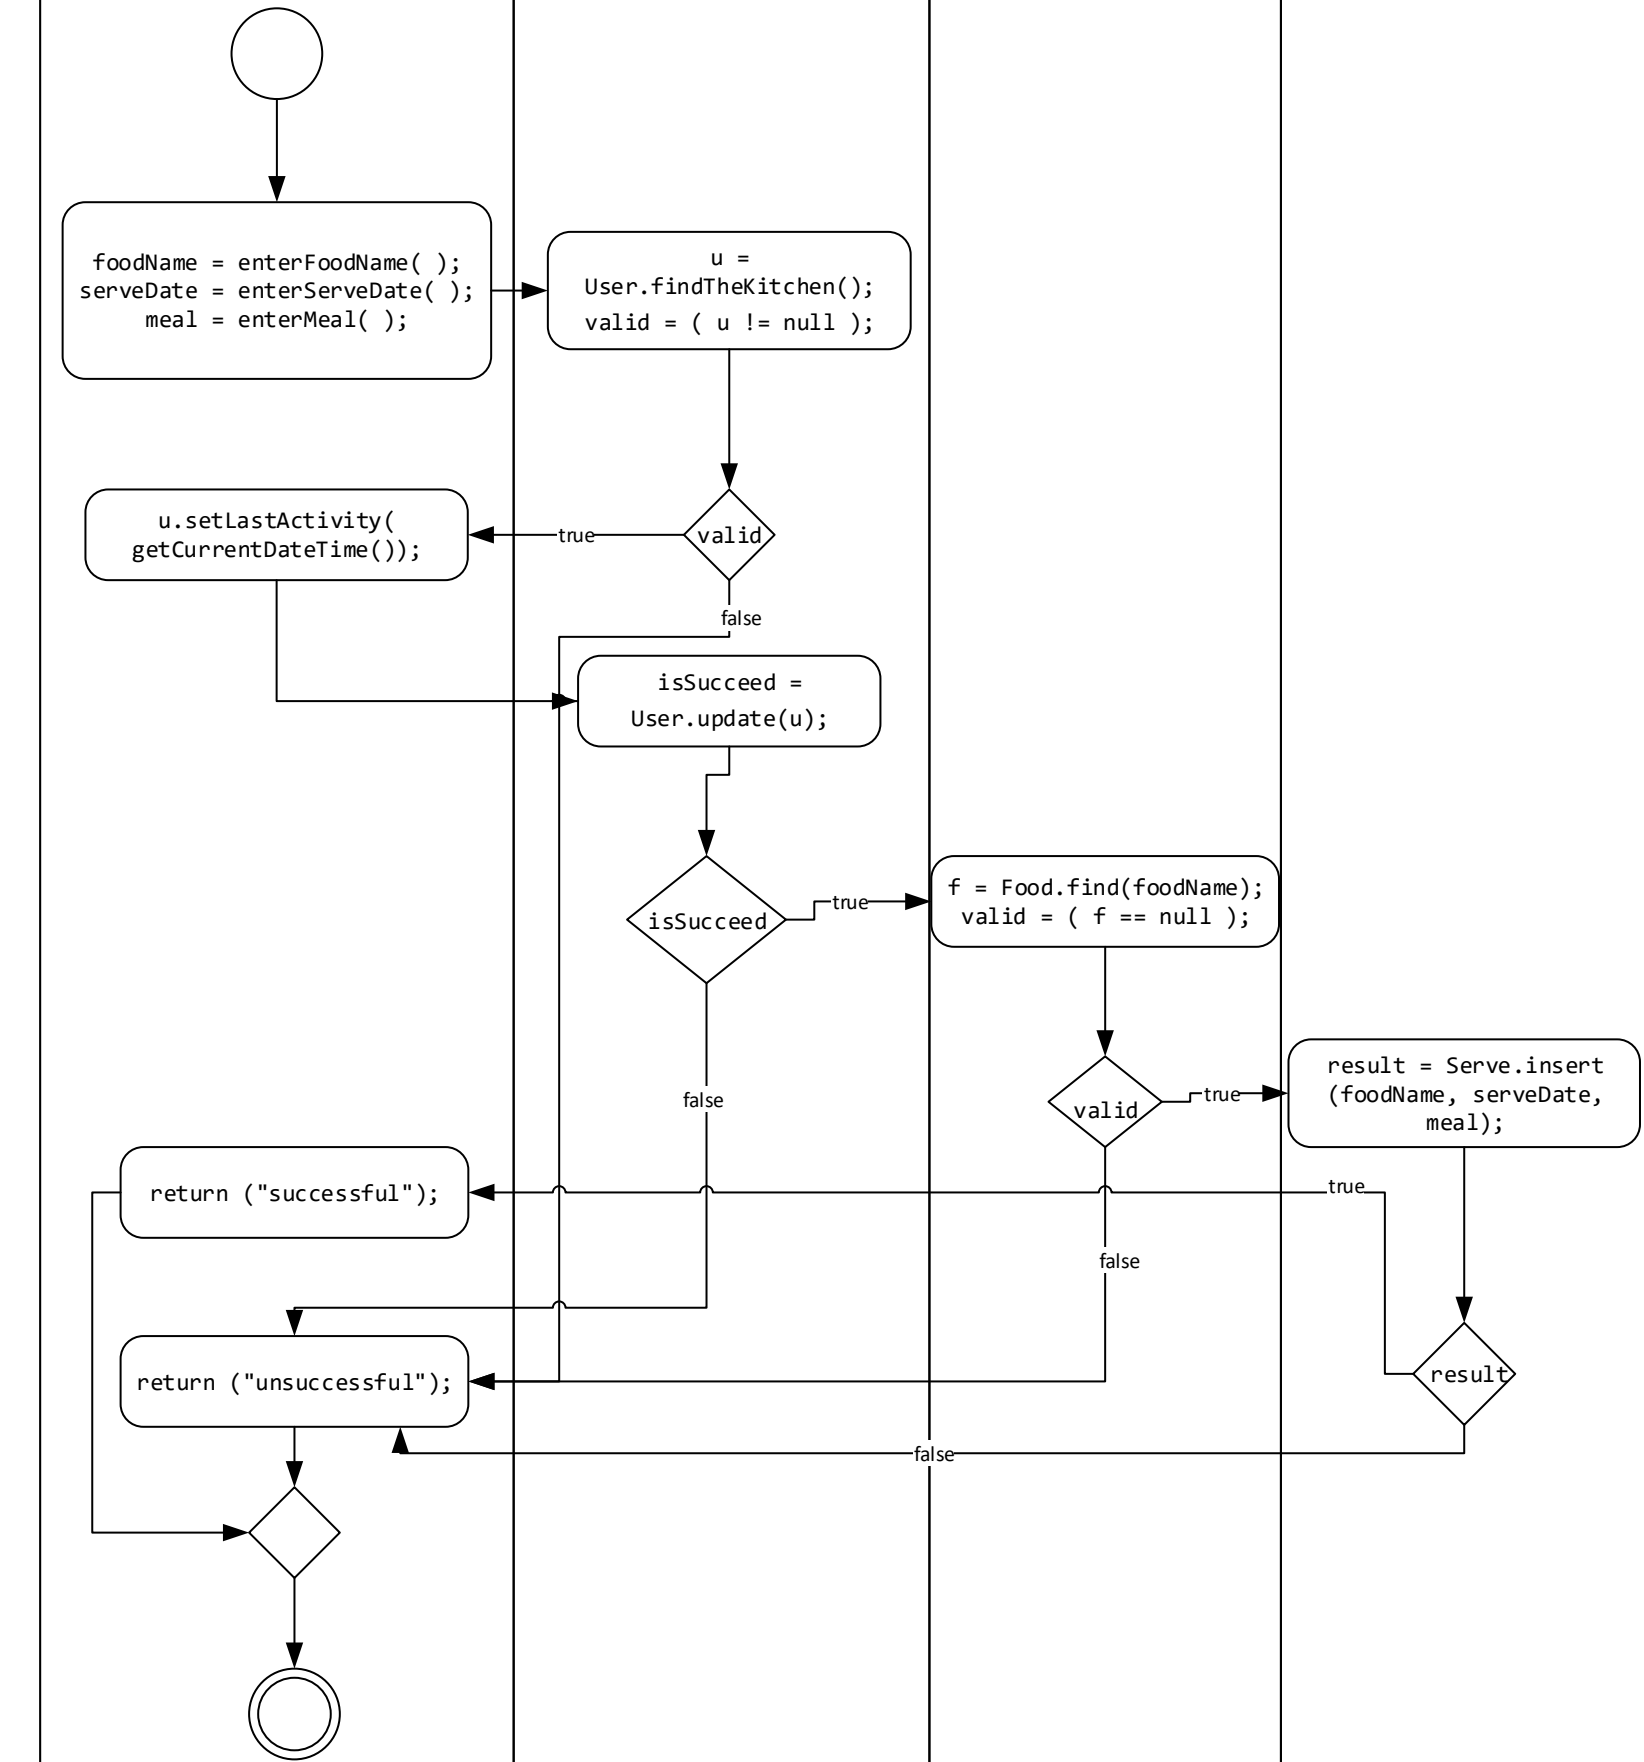 foodName = enterFoodName( );
serveDate = enterServeDate( );
meal = enterMeal( );
u =
User.findTheKitchen();
valid = ( u != null );
u.setLastActivity(
getCurrentDateTime());
true
valid
false
isSucceed =
User.update(u);
isSucceed
true
f = Food.find(foodName);
valid = ( f == null );
false
valid
true
result = Serve.insert
(foodName, serveDate,
meal);
return ("successful");
true
false
return ("unsuccessful");
result
false